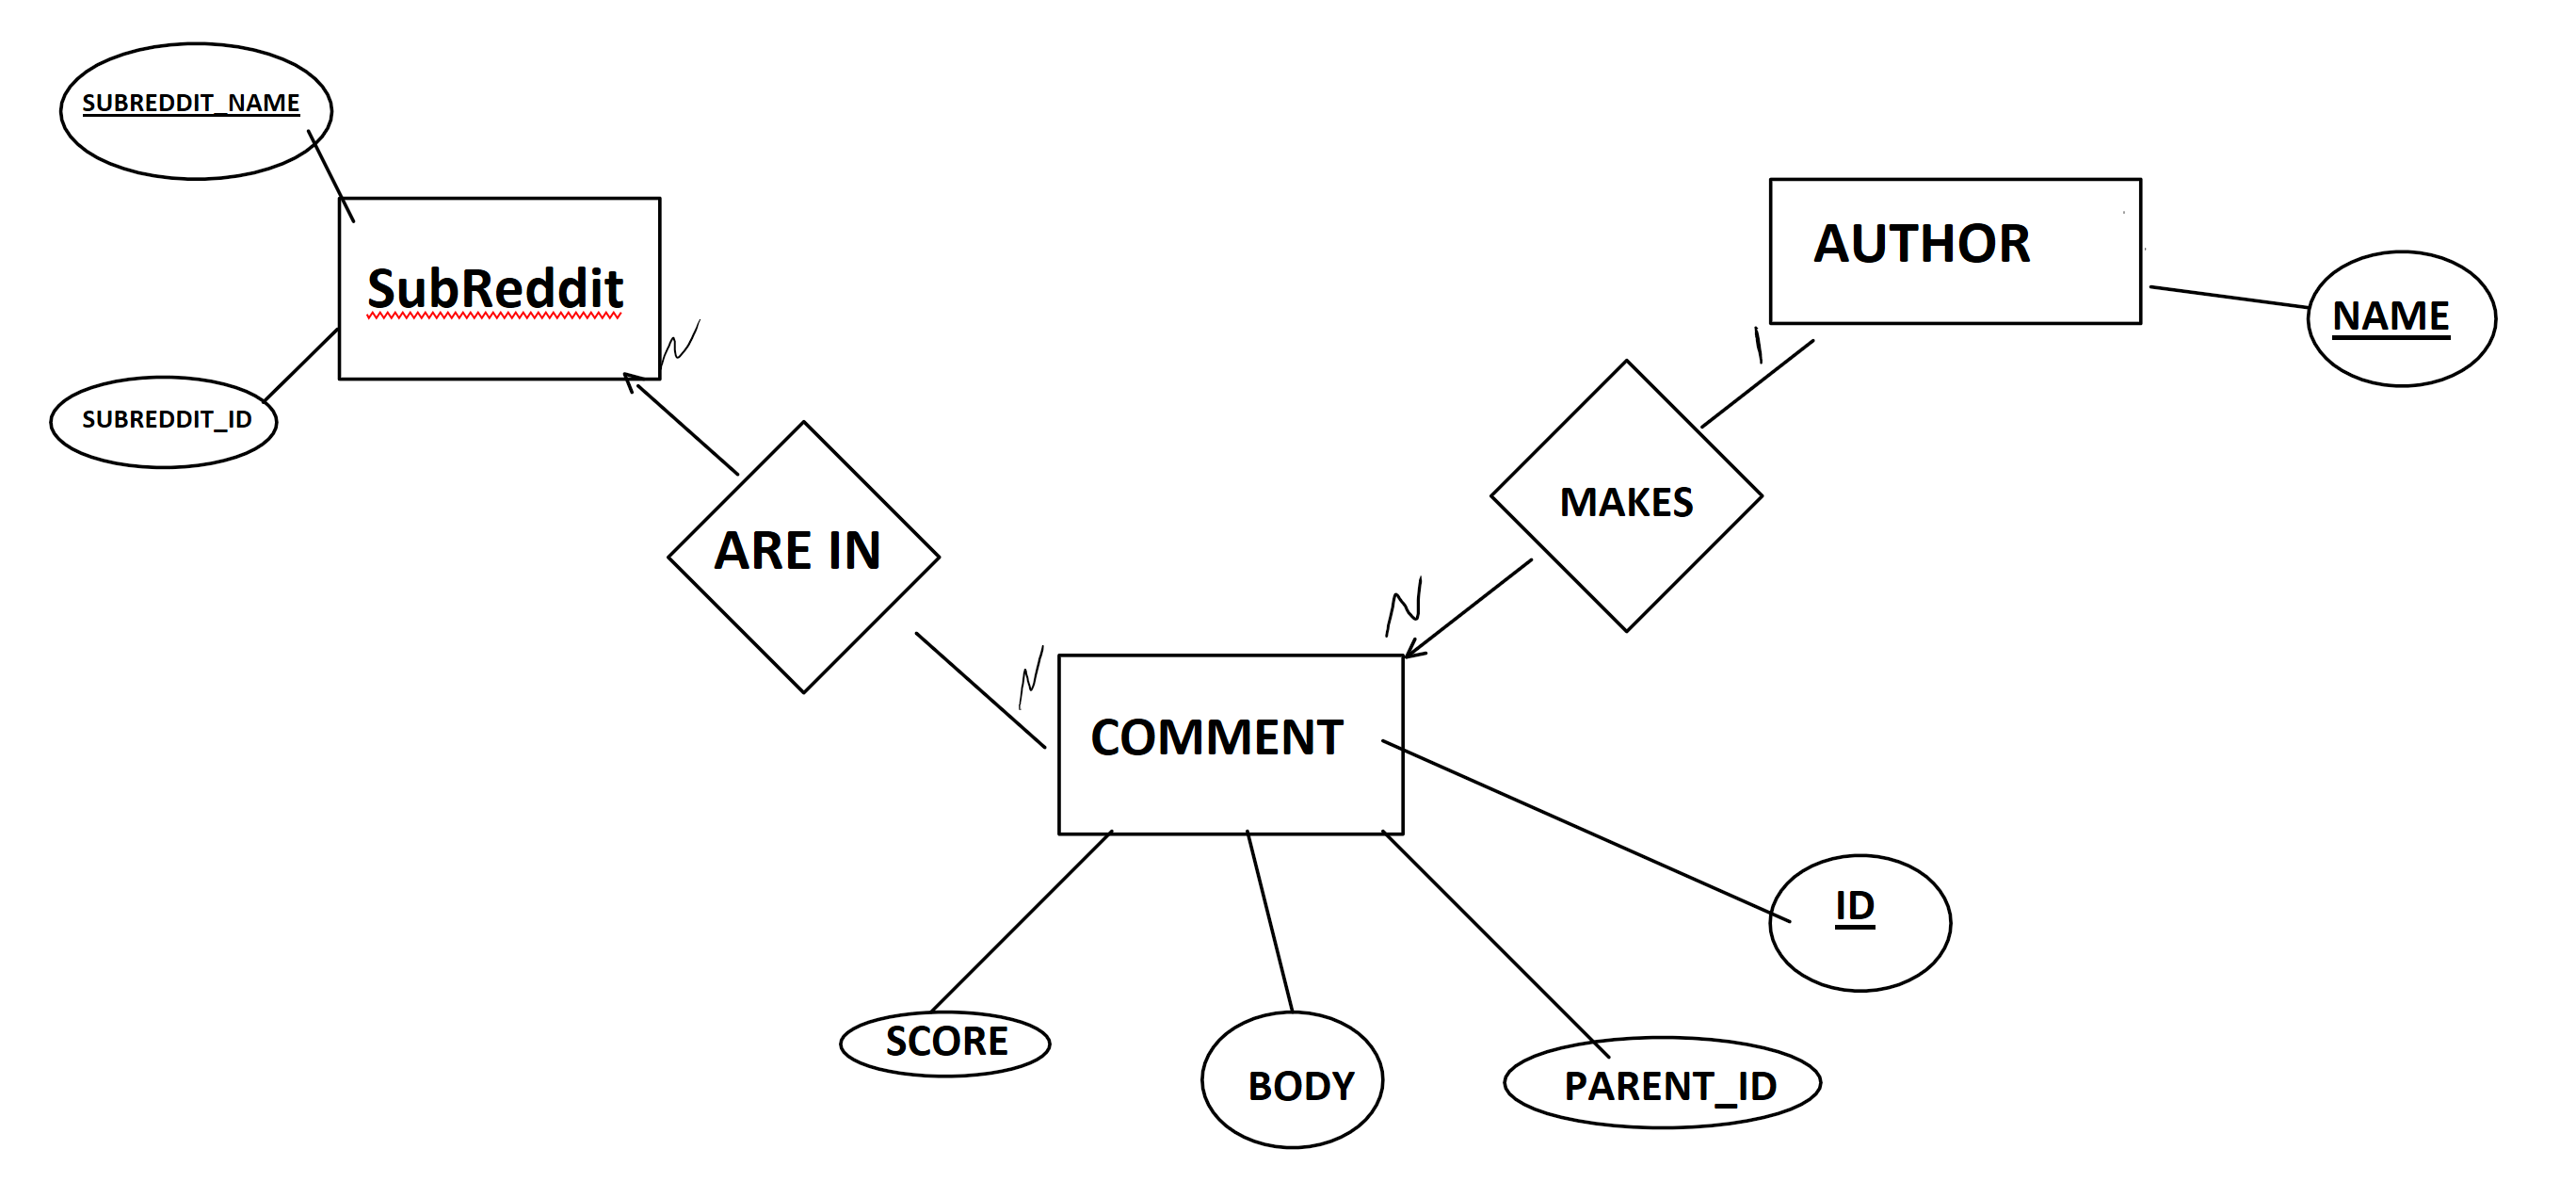 SUBREDDIT_NAME
SubReddit
SUBREDDIT_ID
N
ARE IN
N
AUTHOR
NAME
1
MAKES
N
COMMENT
ID
SCORE
BODY
PARENT_ID